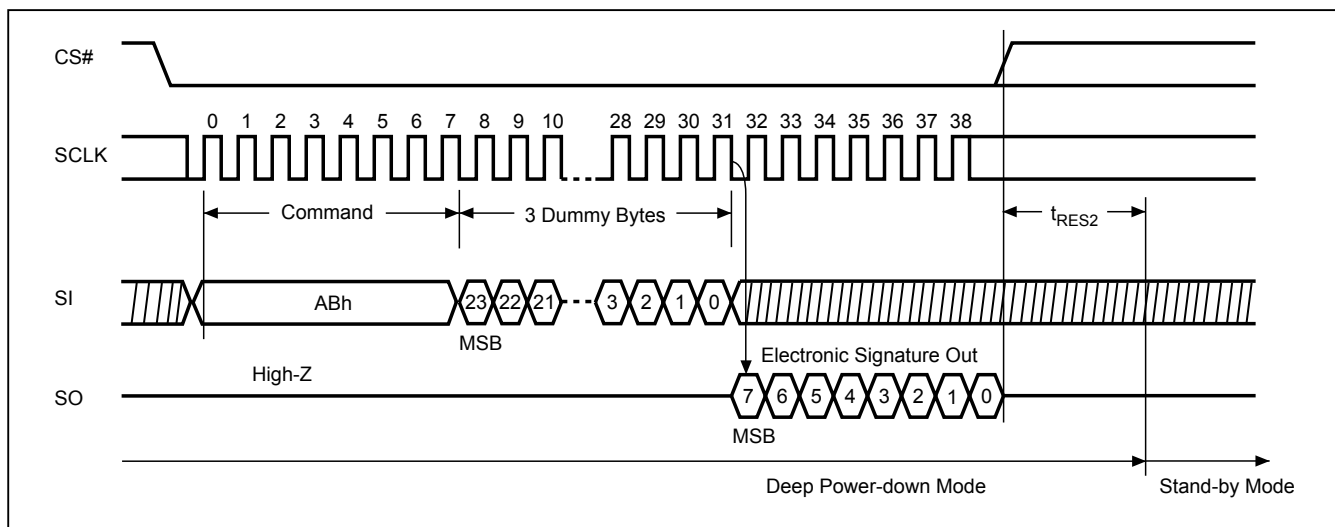 CS#
0 1 2 3 4 5 6 7 8 9 10 28 29 30 31 32 33 34 35 36 37 38
SCLK
Command 3 Dummy Bytes tRES2
SI ABh 23 22 21 3 2 1 0
MSB
Electronic Signature Out
High-Z
SO 7 6 5 4 3 2 1 0
MSB
Deep Power-down Mode Stand-by Mode